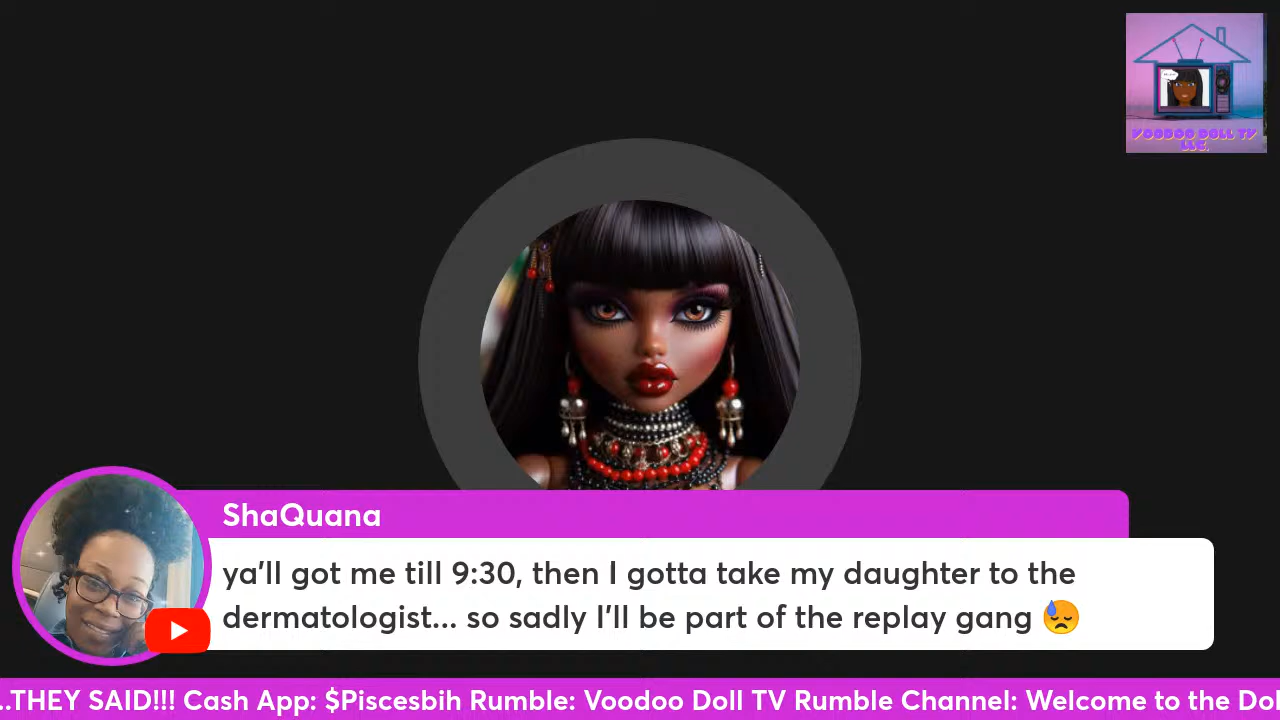 VOODOO DOLL TV
LLC.
ShaQuana
ya'll got me till 9:30, then I gotta take my daughter to the
dermatologist... so sadly I'll be part of the replay gang 😓
..THEY SAID!!! Cash App: $Piscesbih Rumble: Voodoo Doll TV Rumble Channel: Welcome to the Dol